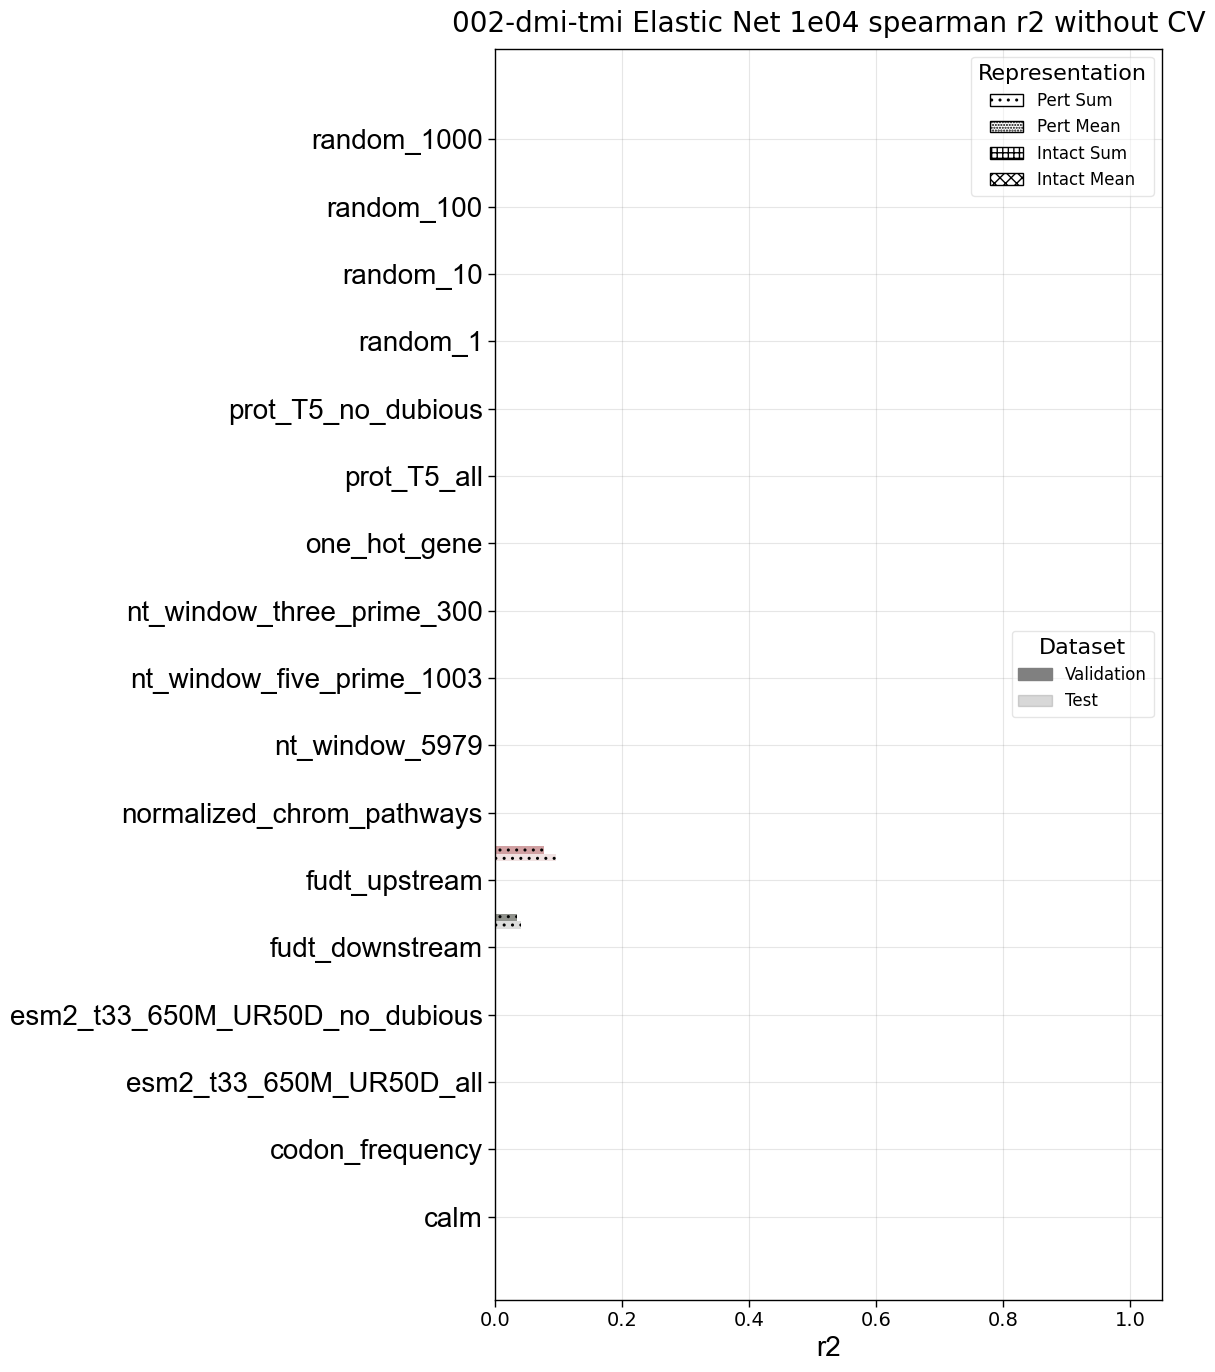 002-dmi-tmi Elastic Net 1e04 spearman r2 without CV
Representation
Pert Sum
Pert Mean
Intact Sum
Intact Mean
random_1000
random_100
random_10
random_1
prot_T5_no_dubious
prot_T5_all
one_hot_gene
nt_window_three_prime_300
nt_window_five_prime_1003
nt_window_5979
normalized_chrom_pathways
fudt_upstream
fudt_downstream
esm2_t33_650M_UR50D_no_dubious
esm2_t33_650M_UR50D_all
codon_frequency
calm
Dataset
Validation
Test
0.0 0.2 0.4 0.6 0.8 1.0
r2